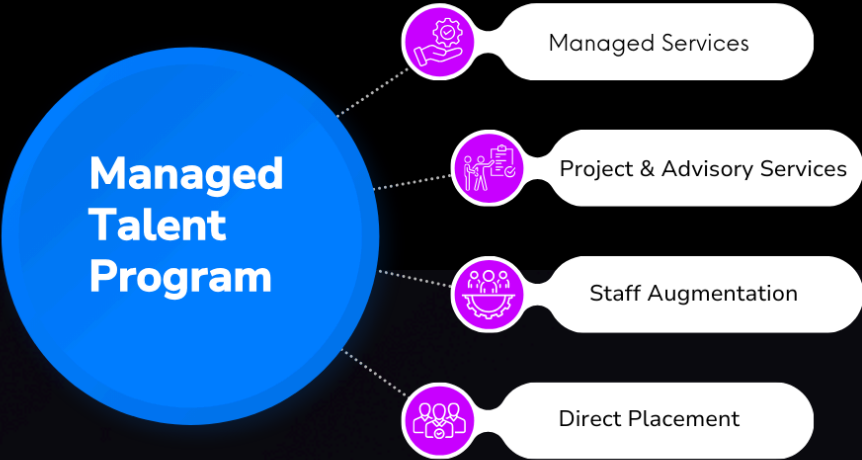 Managed
Talent
Program
Managed Services
Project & Advisory Services
Staff Augmentation
Direct Placement